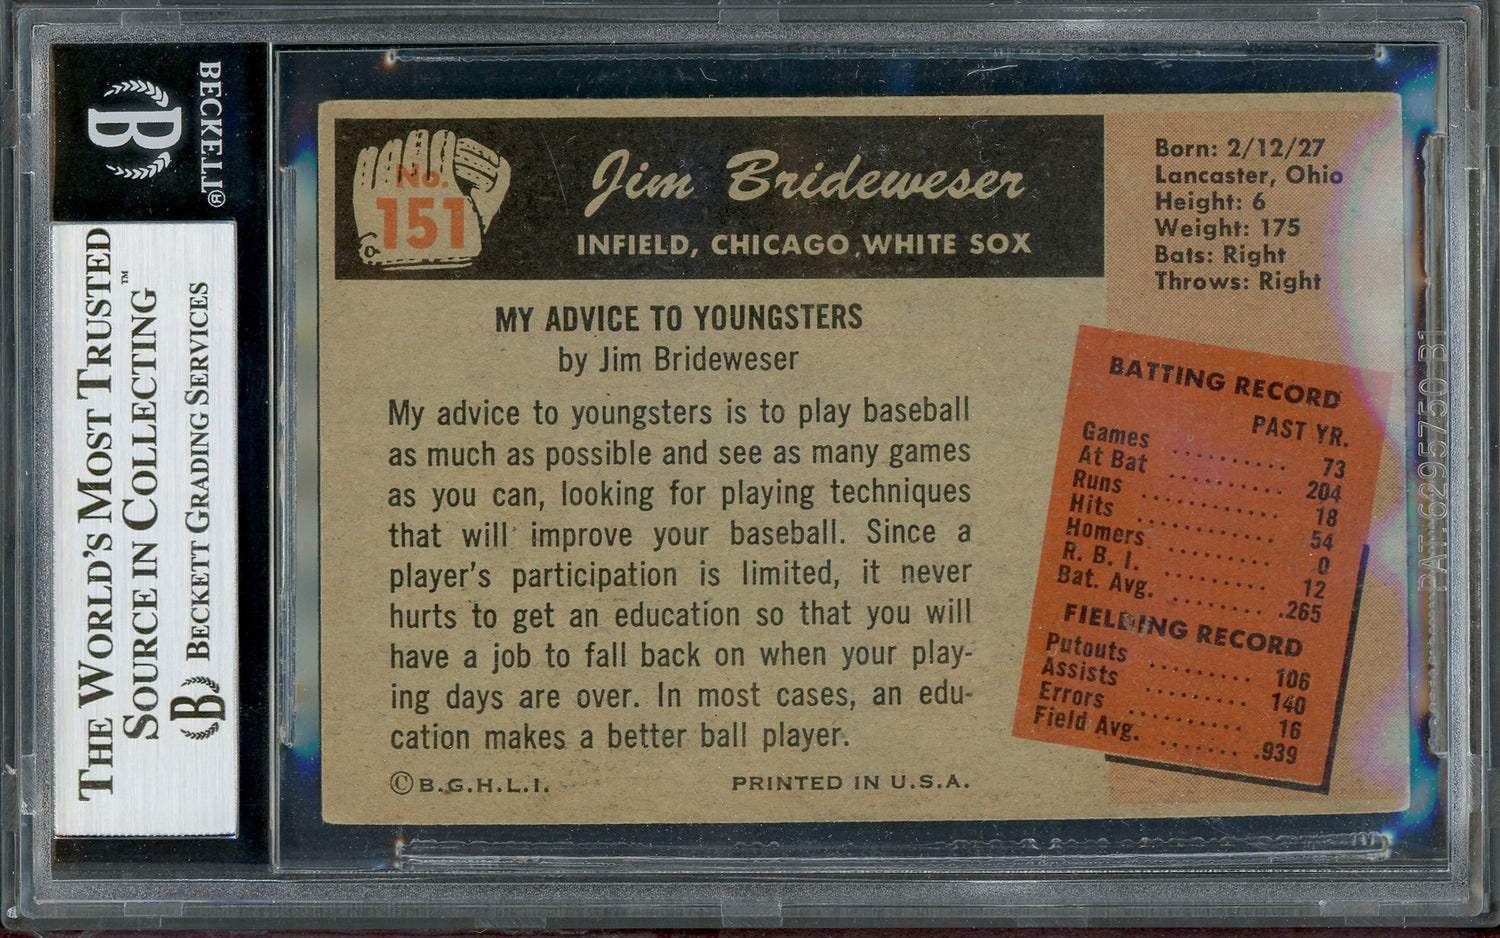 BECKETT®
B
THE WORLD'S MOST TRUSTED
SOURCE IN COLLECTING™
B BECKETT GRADING SERVICES
No.
151
Jim Brideweser
INFIELD, CHICAGO WHITE SOX
Born: 2/12/27
Lancaster, Ohio
Height: 6
Weight: 175
Bats: Right
Throws: Right
MY ADVICE TO YOUNGSTERS
by Jim Brideweser
My advice to youngsters is to play baseball
as much as possible and see as many games
as you can, looking for playing techniques
that will improve your baseball. Since a
player's participation is limited, it never
hurts to get an education so that you will
have a job to fall back on when your play-
ing days are over. In most cases, an edu-
cation makes a better ball player.
©B.G.H.L.I.
PRINTED IN U.S.A.
BATTING RECORD
PAST YR.
Games .......... 73
At Bat .......... 204
Runs .......... 18
Hits .......... 54
Homers .......... 0
R. B. I. .......... 12
Bat. Avg. .......... .265
FIELDING RECORD
Putouts .......... 106
Assists .......... 140
Errors .......... 16
Field Avg. .......... .939
PAT. 6295750 B1